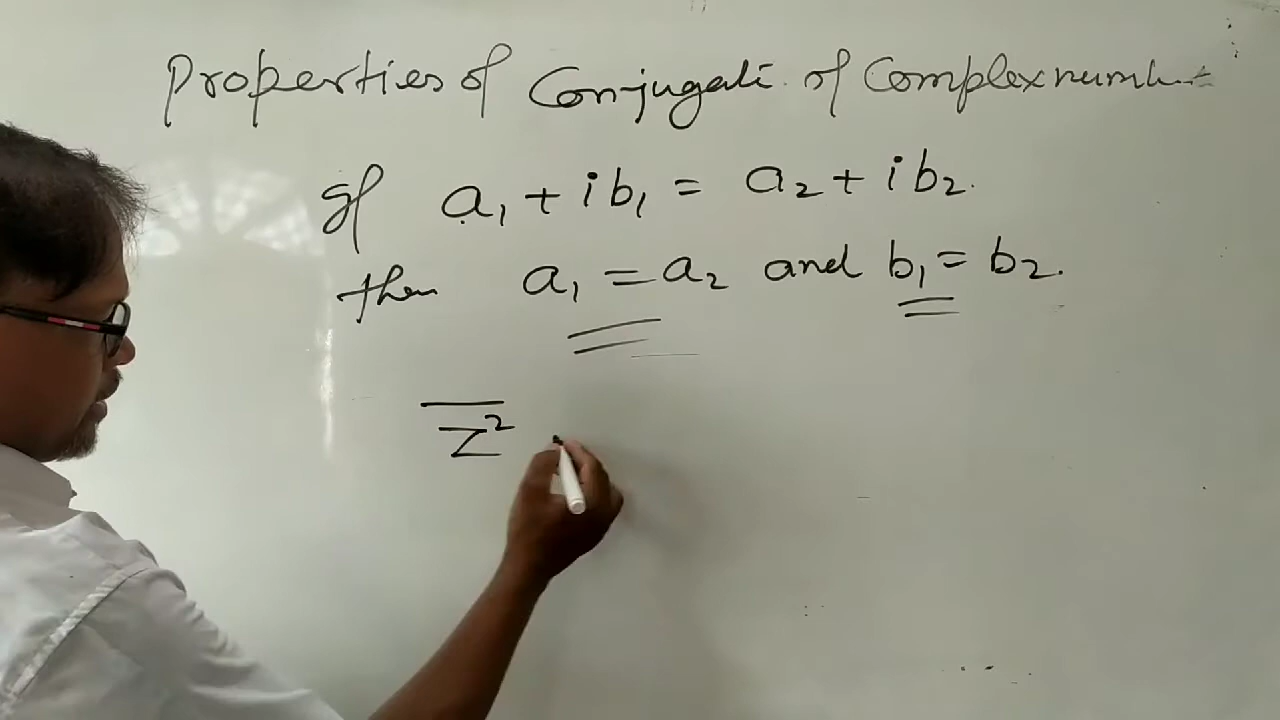 Properties of Conjugate of Complex number
If a₁ + ib₁ = a₂ + ib₂.
then a₁ = a₂ and b₁ = b₂.
z̅²